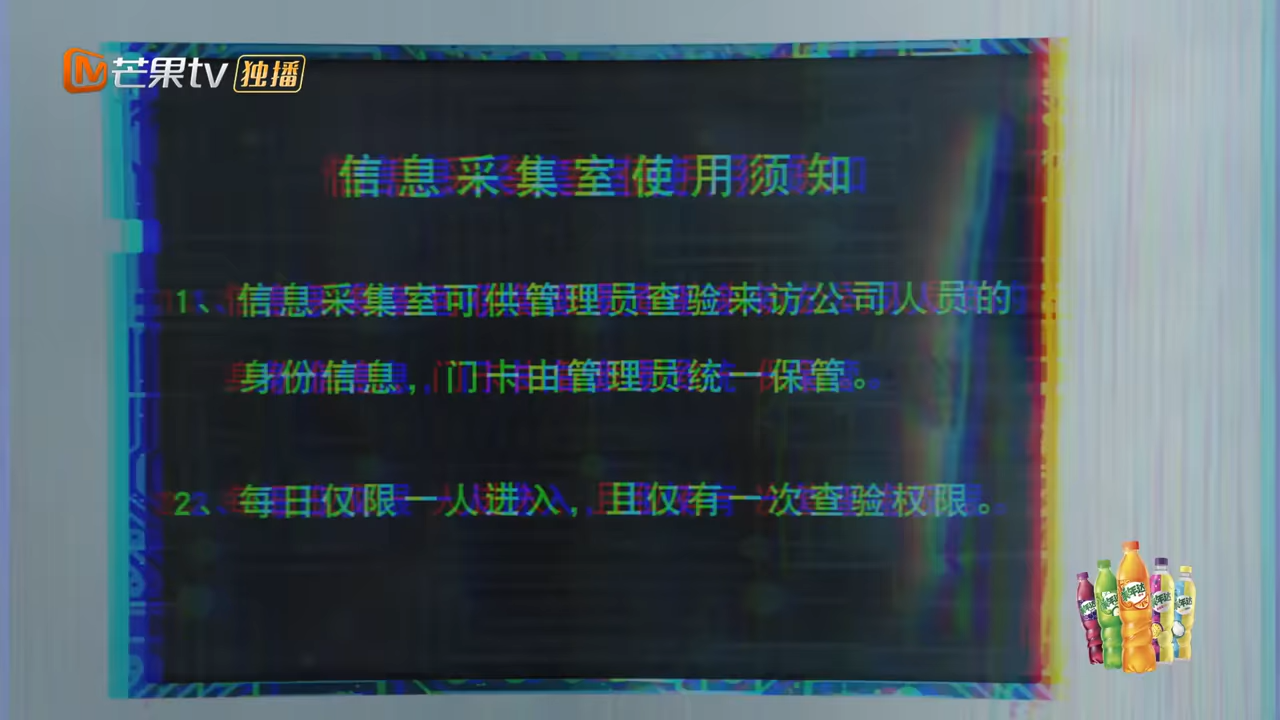 芒果tv 独播
信息采集室使用须知
1、信息采集室可供管理员查验来访公司人员的
身份信息，门卡由管理员统一保管。
2、每日仅限一人进入，且仅有一次查验权限。